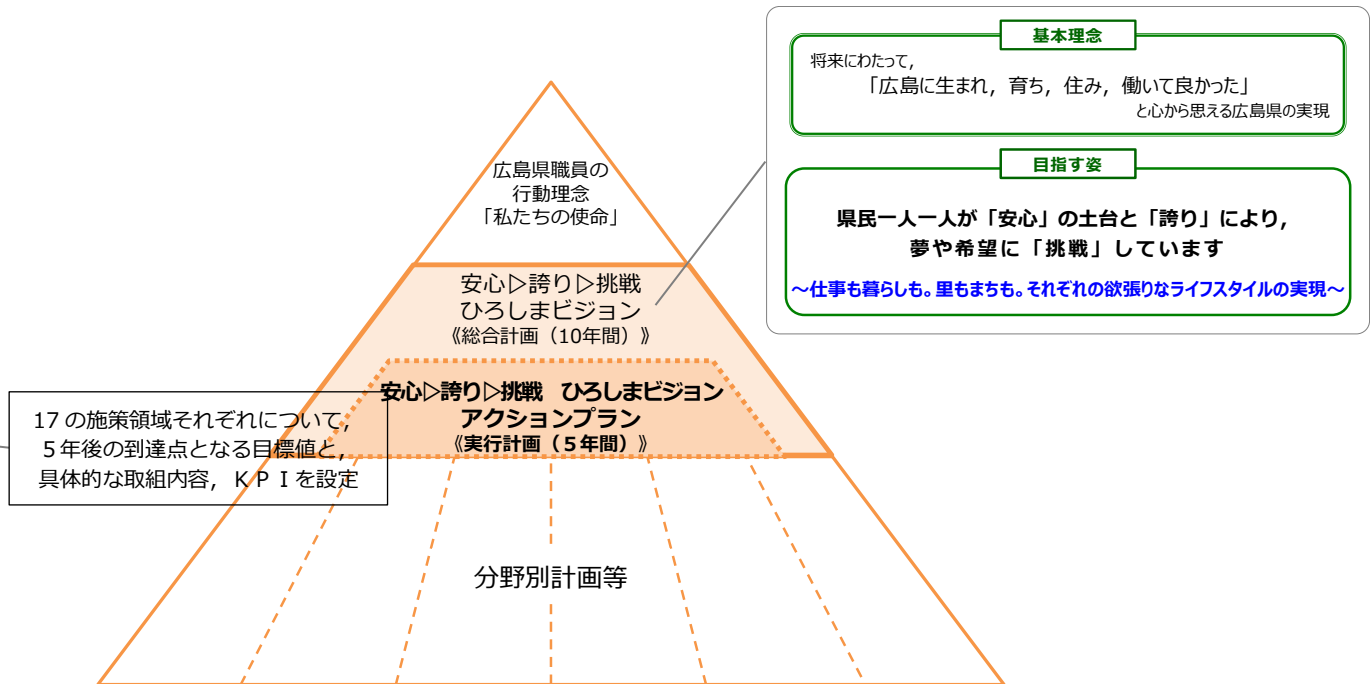 基本理念
将来にわたって，
「広島に生まれ，育ち，住み，働いて良かった」
と心から思える広島県の実現
目指す姿
県民一人一人が「安心」の土台と「誇り」により，
夢や希望に「挑戦」しています
～仕事も暮らしも。里もまちも。それぞれの欲張りなライフスタイルの実現～
広島県職員の
行動理念
「私たちの使命」
安心▷誇り▷挑戦
ひろしまビジョン
《総合計画（10年間）》
安心▷誇り▷挑戦　ひろしまビジョン
アクションプラン
《実行計画（５年間）》
17 の施策領域それぞれについて，
５年後の到達点となる目標値と，
具体的な取組内容，ＫＰＩを設定
分野別計画等